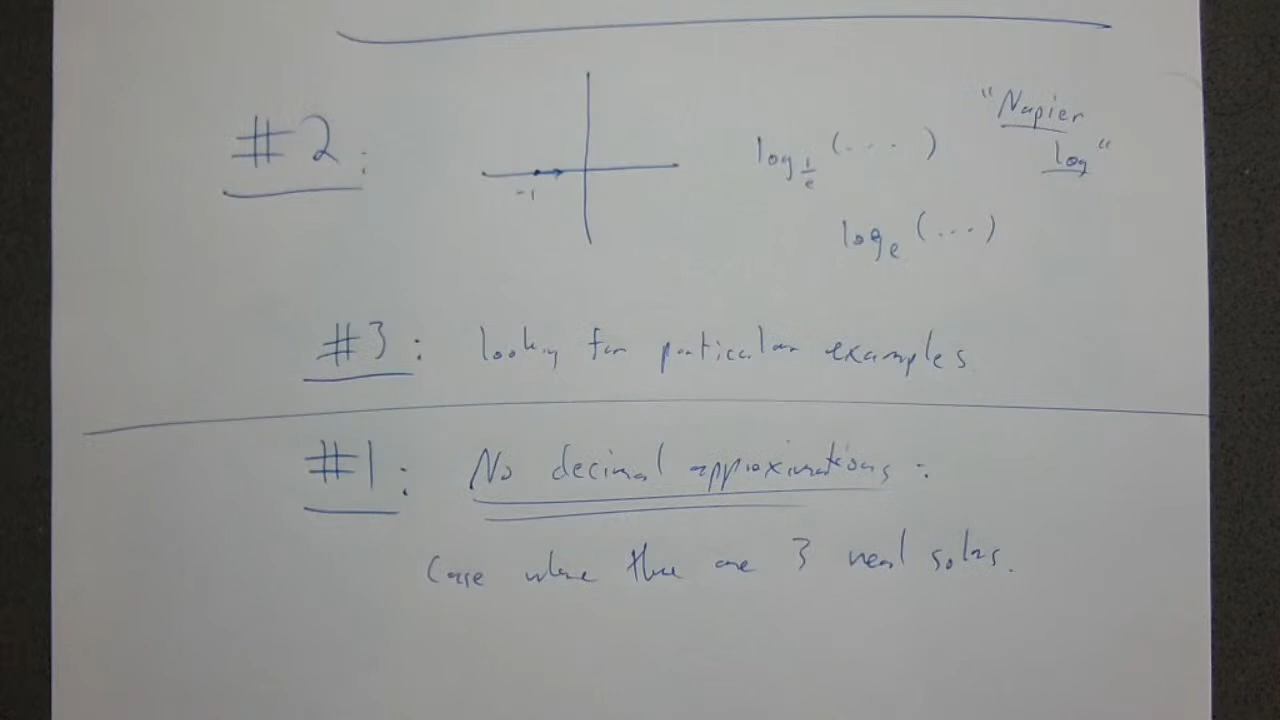 #2:
-1
log_{1/e}(...)
"Napier
log"
log_e(...)
#3: looking for particular examples
#1: No decimal approximations:
Case where there are 3 real solns.